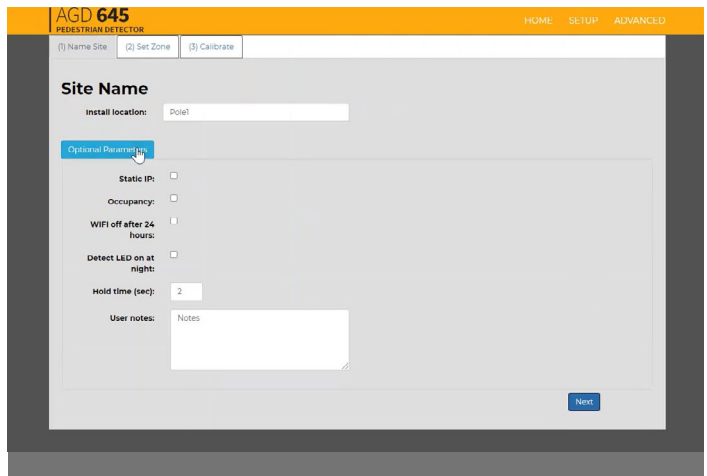 AGD 645
PEDESTRIAN DETECTOR
HOME SETUP ADVANCED
(1) Name Site (2) Set Zone (3) Calibrate
Site Name
Install location: Pole1
Optional Parameters
Static IP:
Occupancy:
WIFI off after 24
hours:
Detect LED on at
night:
Hold time (sec): 2
User notes: Notes
Next